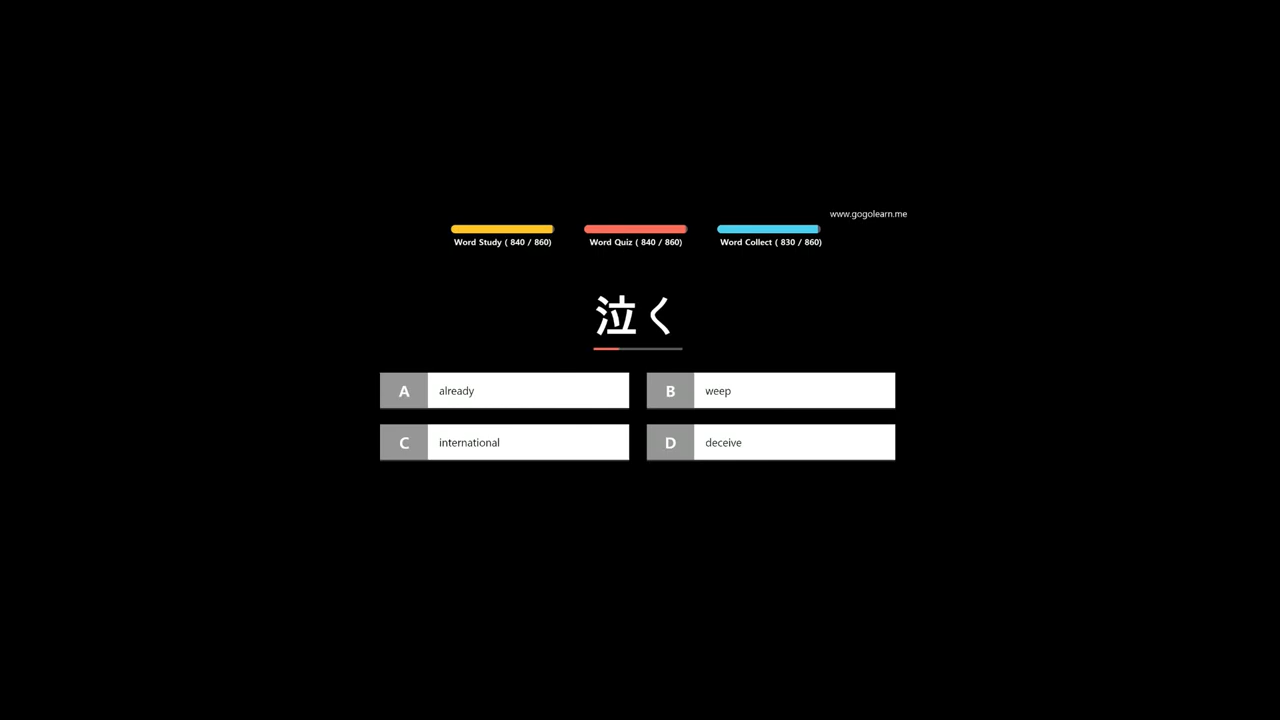 www.gogolearn.me
Word Study ( 840 / 860)
Word Quiz ( 840 / 860)
Word Collect ( 830 / 860)
泣く
A already
B weep
C international
D deceive